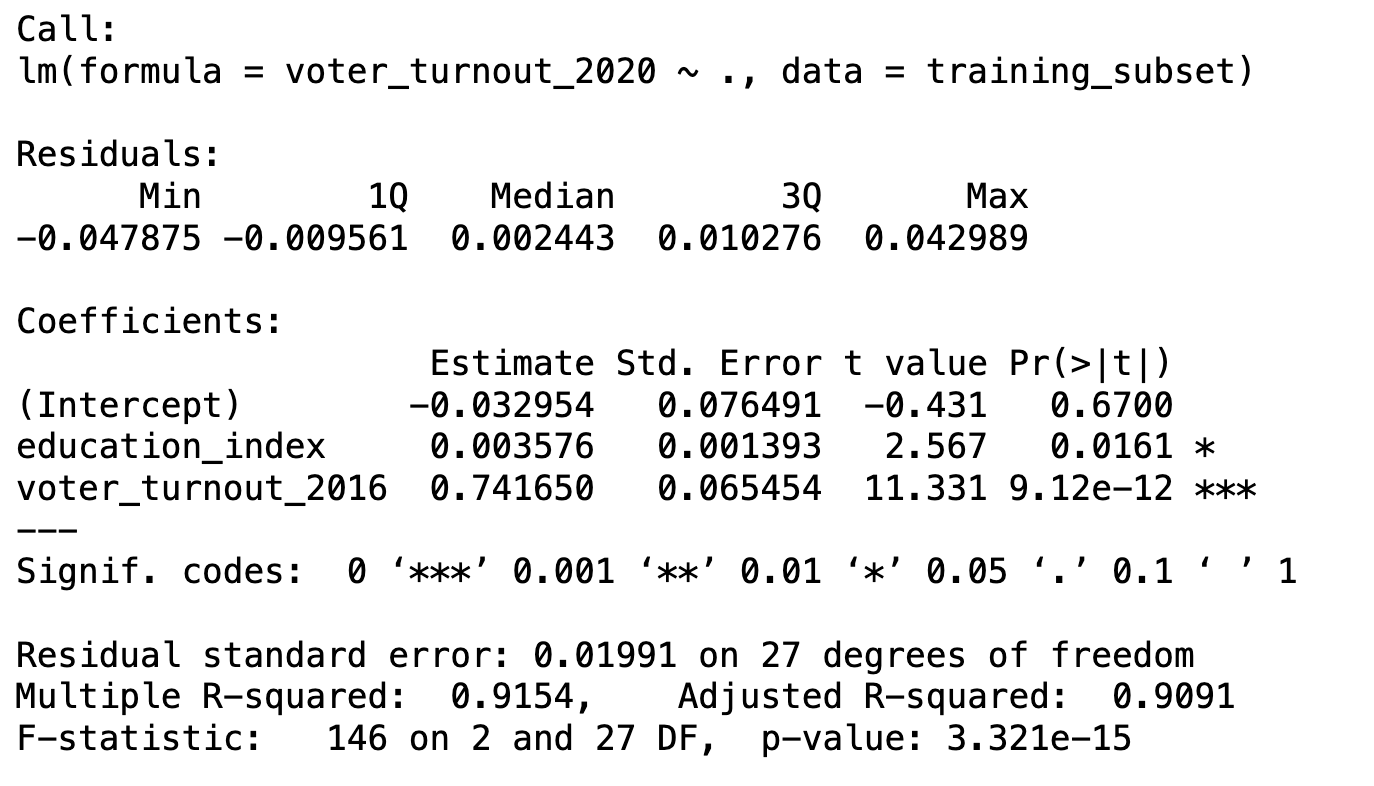 Call:
lm(formula = voter_turnout_2020 ~ ., data = training_subset)
Residuals:
Min 1Q Median 3Q Max
−0.047875 −0.009561 0.002443 0.010276 0.042989
Coefficients:
Estimate Std. Error t value Pr(>|t|)
(Intercept) −0.032954 0.076491 −0.431 0.6700
education_index 0.003576 0.001393 2.567 0.0161 *
voter_turnout_2016 0.741650 0.065454 11.331 9.12e−12 ***
−−−
Signif. codes: 0 ‘***’ 0.001 ‘**’ 0.01 ‘*’ 0.05 ‘.’ 0.1 ‘ ’ 1
Residual standard error: 0.01991 on 27 degrees of freedom
Multiple R−squared: 0.9154, Adjusted R−squared: 0.9091
F−statistic: 146 on 2 and 27 DF, p−value: 3.321e−15